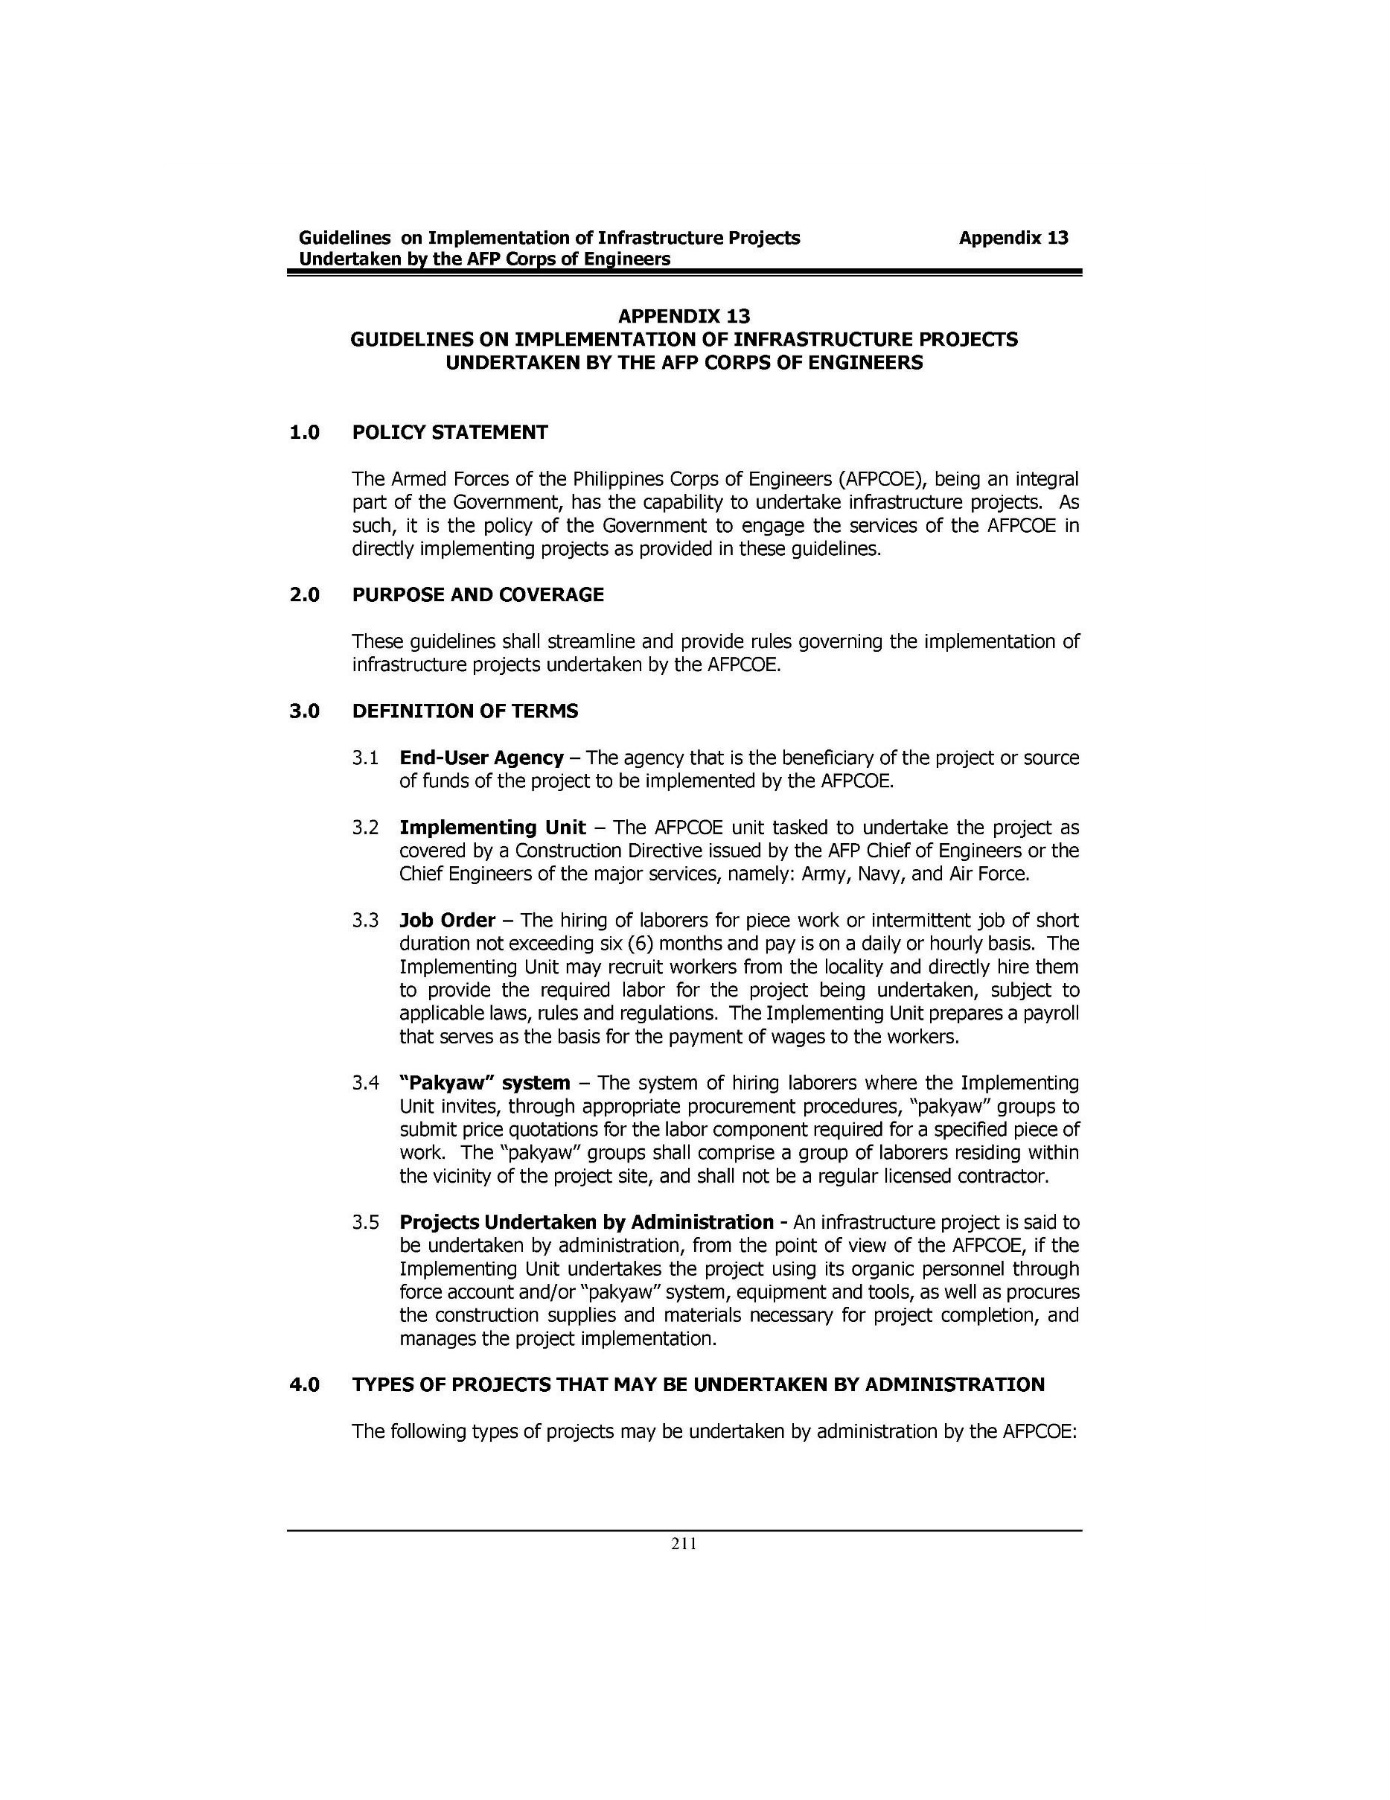 Guidelines on Implementation of Infrastructure Projects Appendix 13
Undertaken by the AFP Corps of Engineers
APPENDIX 13
GUIDELINES ON IMPLEMENTATION OF INFRASTRUCTURE PROJECTS
UNDERTAKEN BY THE AFP CORPS OF ENGINEERS
1.0 POLICY STATEMENT
The Armed Forces of the Philippines Corps of Engineers (AFPCOE), being an integral
part of the Government, has the capability to undertake infrastructure projects. As
such, it is the policy of the Government to engage the services of the AFPCOE in
directly implementing projects as provided in these guidelines.
2.0 PURPOSE AND COVERAGE
These guidelines shall streamline and provide rules governing the implementation of
infrastructure projects undertaken by the AFPCOE.
3.0 DEFINITION OF TERMS
3.1 End-User Agency – The agency that is the beneficiary of the project or source
of funds of the project to be implemented by the AFPCOE.
3.2 Implementing Unit – The AFPCOE unit tasked to undertake the project as
covered by a Construction Directive issued by the AFP Chief of Engineers or the
Chief Engineers of the major services, namely: Army, Navy, and Air Force.
3.3 Job Order – The hiring of laborers for piece work or intermittent job of short
duration not exceeding six (6) months and pay is on a daily or hourly basis. The
Implementing Unit may recruit workers from the locality and directly hire them
to provide the required labor for the project being undertaken, subject to
applicable laws, rules and regulations. The Implementing Unit prepares a payroll
that serves as the basis for the payment of wages to the workers.
3.4 “Pakyaw” system – The system of hiring laborers where the Implementing
Unit invites, through appropriate procurement procedures, “pakyaw” groups to
submit price quotations for the labor component required for a specified piece of
work. The “pakyaw” groups shall comprise a group of laborers residing within
the vicinity of the project site, and shall not be a regular licensed contractor.
3.5 Projects Undertaken by Administration - An infrastructure project is said to
be undertaken by administration, from the point of view of the AFPCOE, if the
Implementing Unit undertakes the project using its organic personnel through
force account and/or “pakyaw” system, equipment and tools, as well as procures
the construction supplies and materials necessary for project completion, and
manages the project implementation.
4.0 TYPES OF PROJECTS THAT MAY BE UNDERTAKEN BY ADMINISTRATION
The following types of projects may be undertaken by administration by the AFPCOE:
211